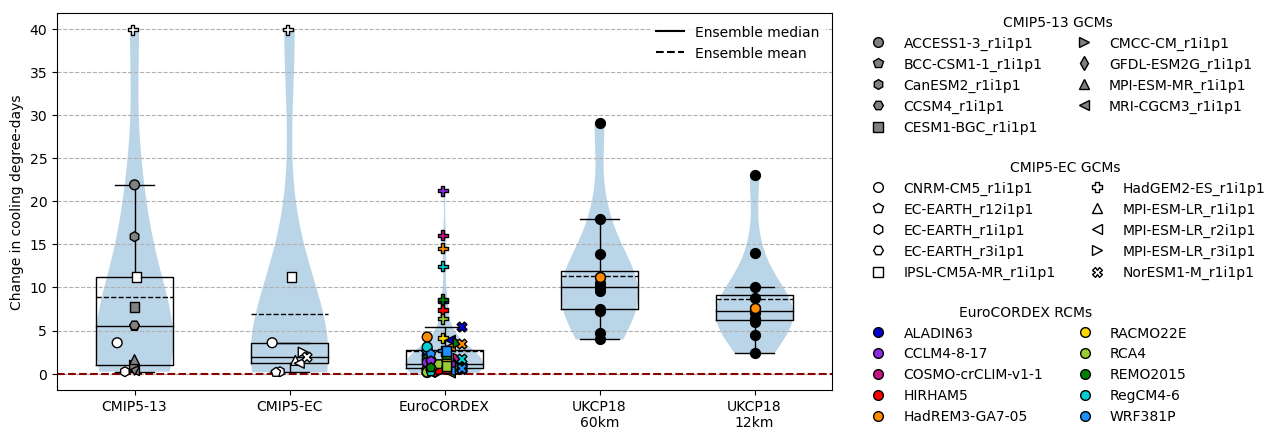 Change in cooling degree-days
40
35
30
25
20
15
10
5
0
Ensemble median
Ensemble mean
CMIP5-13
CMIP5-EC
EuroCORDEX
UKCP18
60km
UKCP18
12km
CMIP5-13 GCMs
ACCESS1-3_r1i1p1
BCC-CSM1-1_r1i1p1
CanESM2_r1i1p1
CCSM4_r1i1p1
CESM1-BGC_r1i1p1
CMCC-CM_r1i1p1
GFDL-ESM2G_r1i1p1
MPI-ESM-MR_r1i1p1
MRI-CGCM3_r1i1p1
CMIP5-EC GCMs
CNRM-CM5_r1i1p1
EC-EARTH_r12i1p1
EC-EARTH_r1i1p1
EC-EARTH_r3i1p1
IPSL-CM5A-MR_r1i1p1
HadGEM2-ES_r1i1p1
MPI-ESM-LR_r1i1p1
MPI-ESM-LR_r2i1p1
MPI-ESM-LR_r3i1p1
NorESM1-M_r1i1p1
EuroCORDEX RCMs
ALADIN63
CCLM4-8-17
COSMO-crCLIM-v1-1
HIRHAM5
HadREM3-GA7-05
RACMO22E
RCA4
REMO2015
RegCM4-6
WRF381P